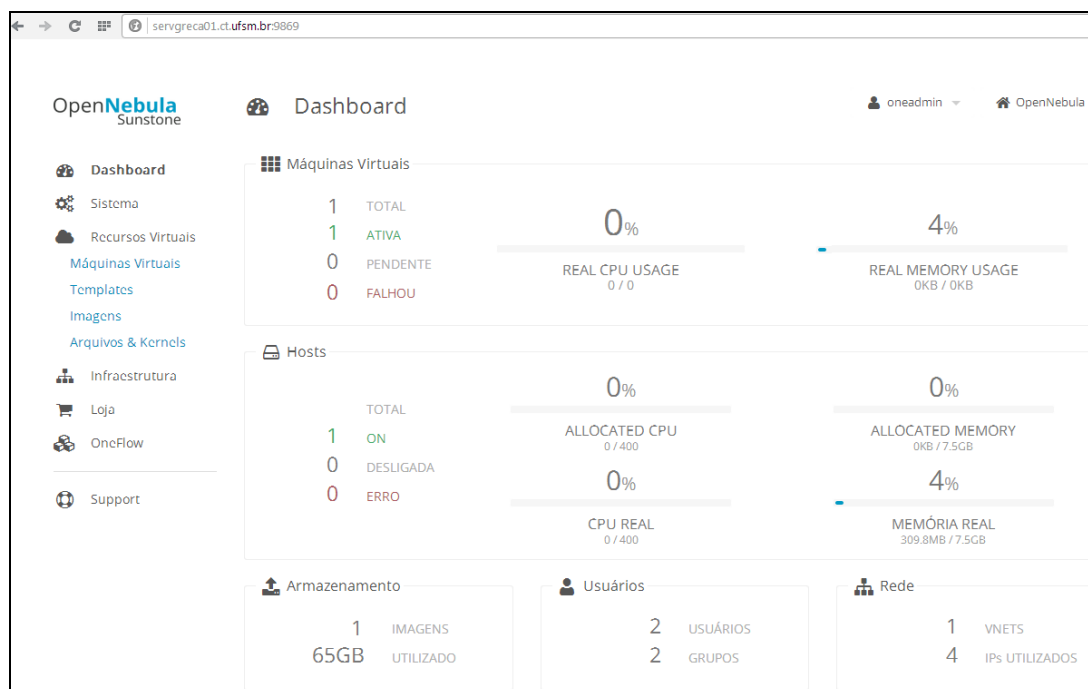 servgreca01.ct.ufsm.br:9869
OpenNebula
Sunstone
Dashboard
oneadmin
OpenNebula
Dashboard
Sistema
Recursos Virtuais
Máquinas Virtuais
Templates
Imagens
Arquivos & Kernels
Infraestrutura
Loja
OneFlow
Support
Máquinas Virtuais
1 TOTAL
1 ATIVA
0 PENDENTE
0 FALHOU
0%
REAL CPU USAGE
0 / 0
4%
REAL MEMORY USAGE
0KB / 0KB
Hosts
TOTAL
1 ON
0 DESLIGADA
0 ERRO
0%
ALLOCATED CPU
0 / 400
0%
ALLOCATED MEMORY
0KB / 7.5GB
0%
CPU REAL
0 / 400
4%
MEMÓRIA REAL
309.8MB / 7.5GB
Armazenamento
1 IMAGENS
65GB UTILIZADO
Usuários
2 USUÁRIOS
2 GRUPOS
Rede
1 VNETS
4 IPs UTILIZADOS